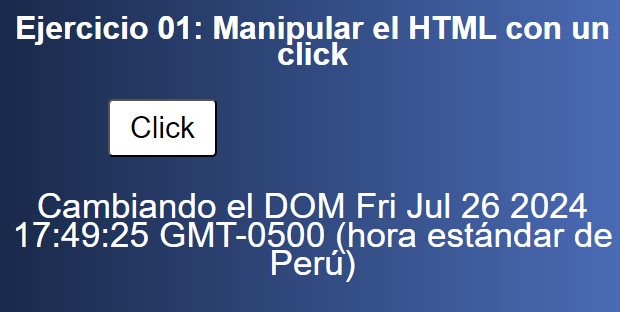 Ejercicio 01: Manipular el HTML con un
click
Click
Cambiando el DOM Fri Jul 26 2024
17:49:25 GMT-0500 (hora estándar de
Perú)